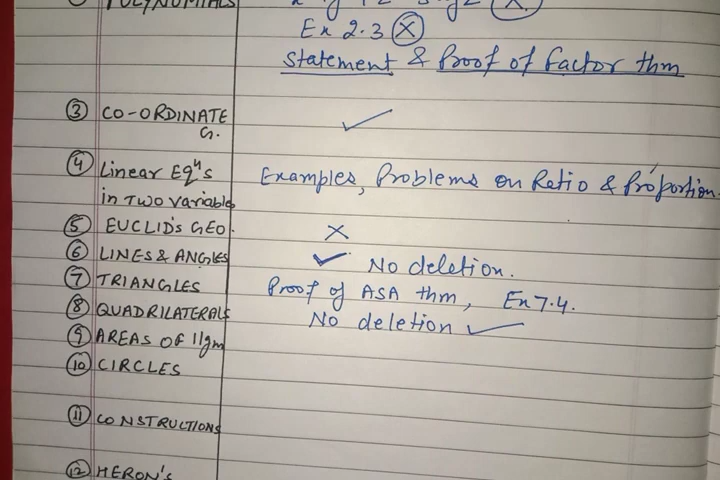 POLYNOMIALS
Ex 2.3 X
Statement & Proof of Factor thm
3 CO-ORDINATE G. ✓
4 Linear Eqⁿs in Two Variables Examples, Problems on Ratio & Proportion.
5 EUCLID'S GEO. X
6 LINES & ANGLES ✓ No deletion.
7 TRIANGLES Proof of ASA thm, Ex 7.4.
8 QUADRILATERALS No deletion ✓
9 AREAS OF ||gm
10 CIRCLES
11 CONSTRUCTIONS
12 HERON'S